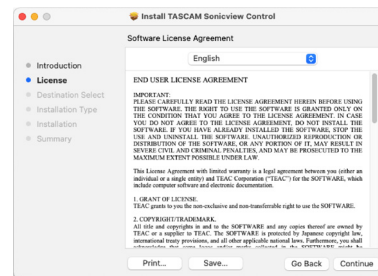 Install TASCAM Sonicview Control
Software License Agreement
English
Introduction
License
Destination Select
Installation Type
Installation
Summary
END USER LICENSE AGREEMENT
IMPORTANT:
PLEASE CAREFULLY READ THE LICENSE AGREEMENT HEREIN BEFORE USING
THE SOFTWARE. THE RIGHT TO USE THE SOFTWARE IS GRANTED ONLY ON
THE CONDITION THAT YOU AGREE TO THE LICENSE AGREEMENT. IN CASE
YOU DO NOT AGREE TO THE LICENSE AGREEMENT, DO NOT INSTALL THE
SOFTWARE. IF YOU HAVE ALREADY INSTALLED THE SOFTWARE, STOP THE
USE AND UNINSTALL THE SOFTWARE. UNAUTHORIZED REPRODUCTION OR
DISTRIBUTION OF THE SOFTWARE, OR ANY PORTION OF IT, MAY RESULT IN
SEVERE CIVIL AND CRIMINAL PENALTIES, AND MAY BE PROSECUTED TO THE
MAXIMUM EXTENT POSSIBLE UNDER LAW.
This License Agreement with limited warranty is a legal agreement between you (either an
individual or a single entity) and TEAC Corporation ("TEAC") for the SOFTWARE, which
include computer software and electronic documentation.
1. GRANT OF LICENSE.
TEAC grants to you the non-exclusive and non-transferable right to use the SOFTWARE.
2. COPYRIGHT/TRADEMARK.
All title and copyrights in and to the SOFTWARE and any copies thereof are owned by
TEAC or a supplier to TEAC. The SOFTWARE is protected by Japanese copyright law,
international treaty provisions, and all other applicable national laws. Furthermore, you shall
Print...
Save...
Go Back
Continue